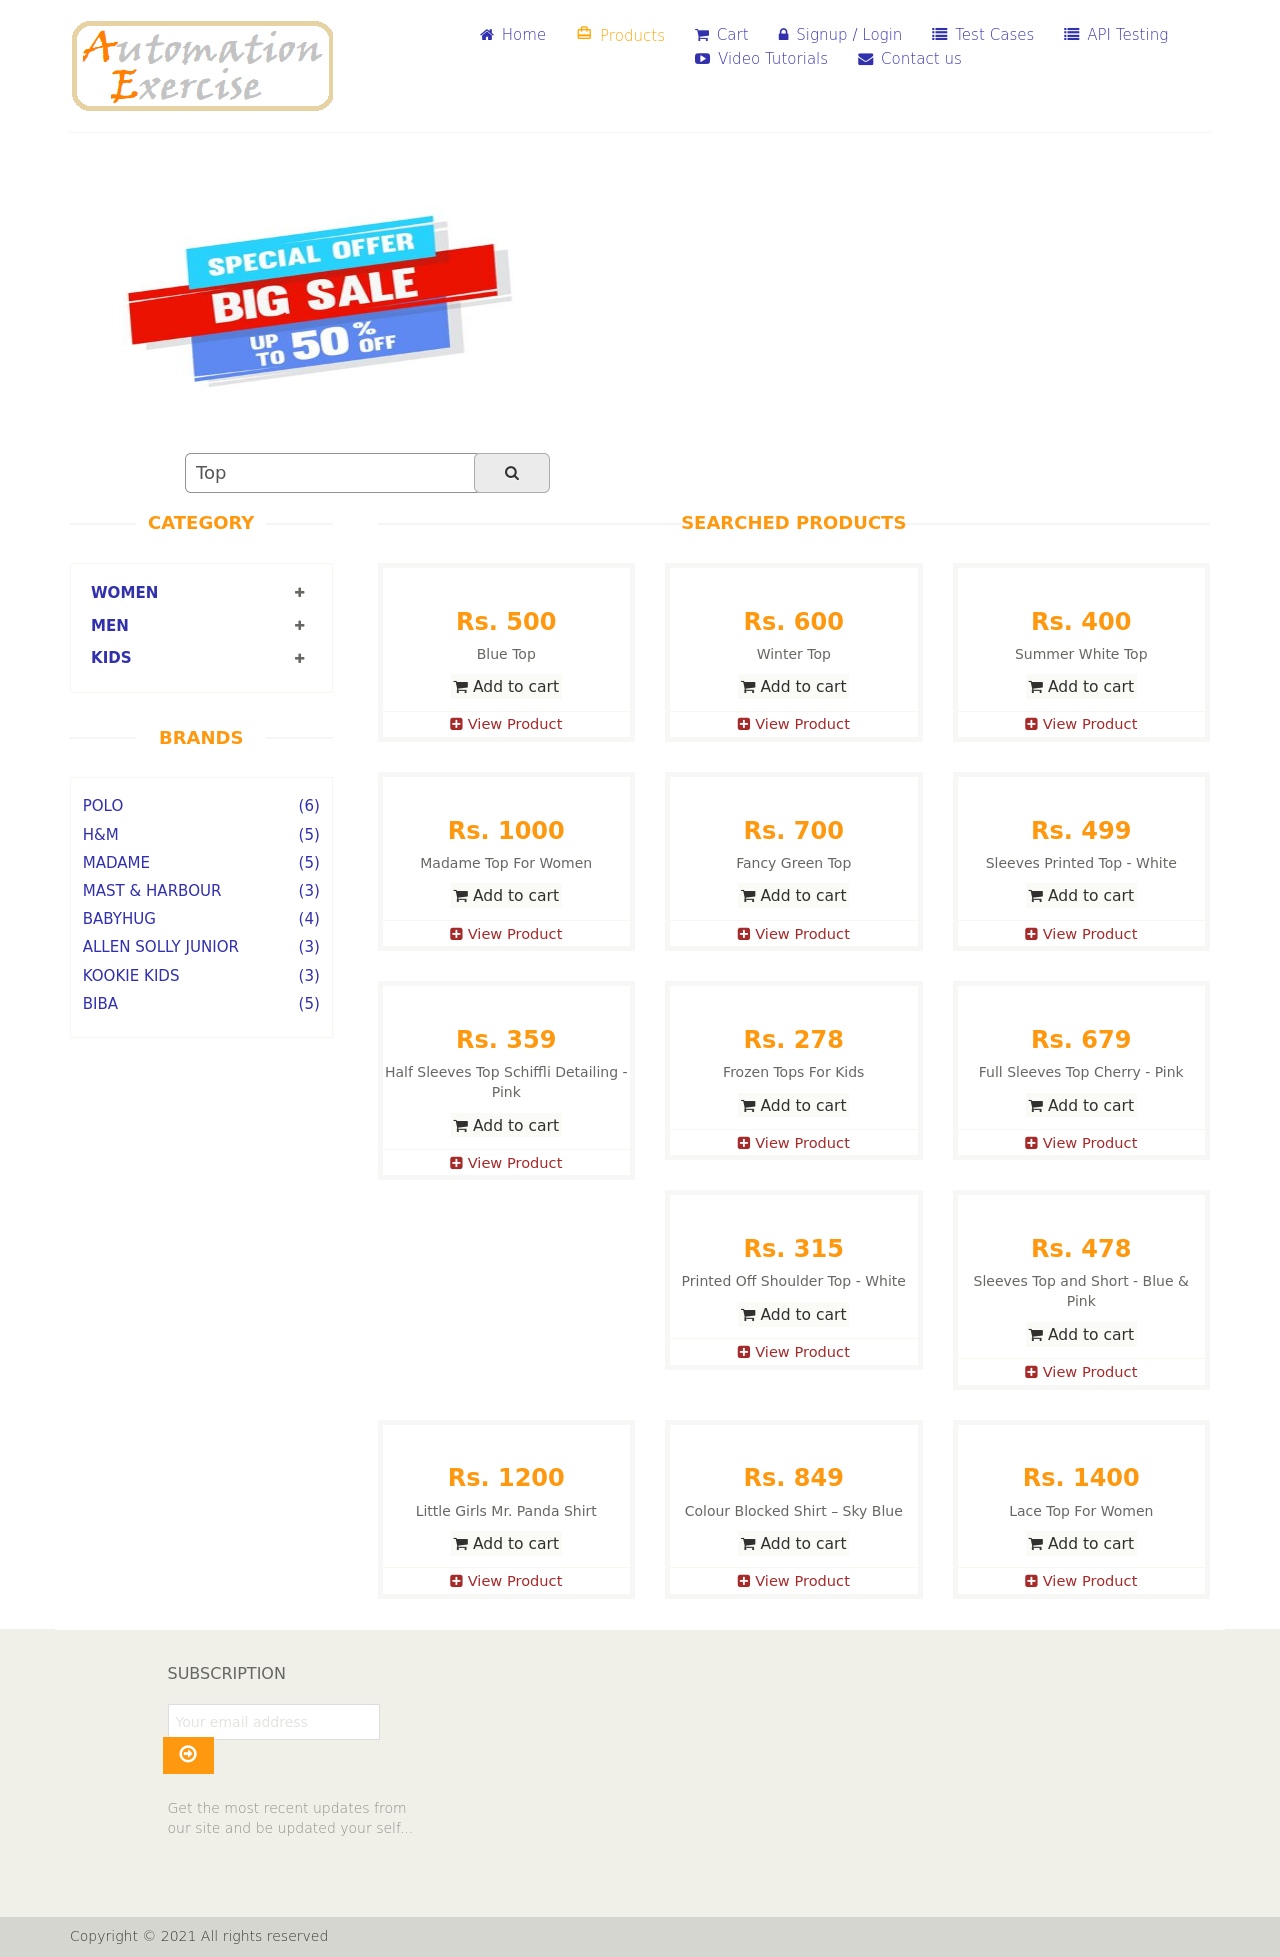 Automation
Exercise
Home
Products
Cart
Signup / Login
Test Cases
API Testing
Video Tutorials
Contact us
SPECIAL OFFER
BIG SALE
UP TO 50% OFF
Top
CATEGORY
WOMEN
MEN
KIDS
BRANDS
POLO (6)
H&M (5)
MADAME (5)
MAST & HARBOUR (3)
BABYHUG (4)
ALLEN SOLLY JUNIOR (3)
KOOKIE KIDS (3)
BIBA (5)
SEARCHED PRODUCTS
Rs. 500
Blue Top
Add to cart
View Product
Rs. 600
Winter Top
Add to cart
View Product
Rs. 400
Summer White Top
Add to cart
View Product
Rs. 1000
Madame Top For Women
Add to cart
View Product
Rs. 700
Fancy Green Top
Add to cart
View Product
Rs. 499
Sleeves Printed Top - White
Add to cart
View Product
Rs. 359
Half Sleeves Top Schiffli Detailing -
Pink
Add to cart
View Product
Rs. 278
Frozen Tops For Kids
Add to cart
View Product
Rs. 679
Full Sleeves Top Cherry - Pink
Add to cart
View Product
Rs. 315
Printed Off Shoulder Top - White
Add to cart
View Product
Rs. 478
Sleeves Top and Short - Blue &
Pink
Add to cart
View Product
Rs. 1200
Little Girls Mr. Panda Shirt
Add to cart
View Product
Rs. 849
Colour Blocked Shirt – Sky Blue
Add to cart
View Product
Rs. 1400
Lace Top For Women
Add to cart
View Product
SUBSCRIPTION
Your email address
Get the most recent updates from
our site and be updated your self...
Copyright © 2021 All rights reserved